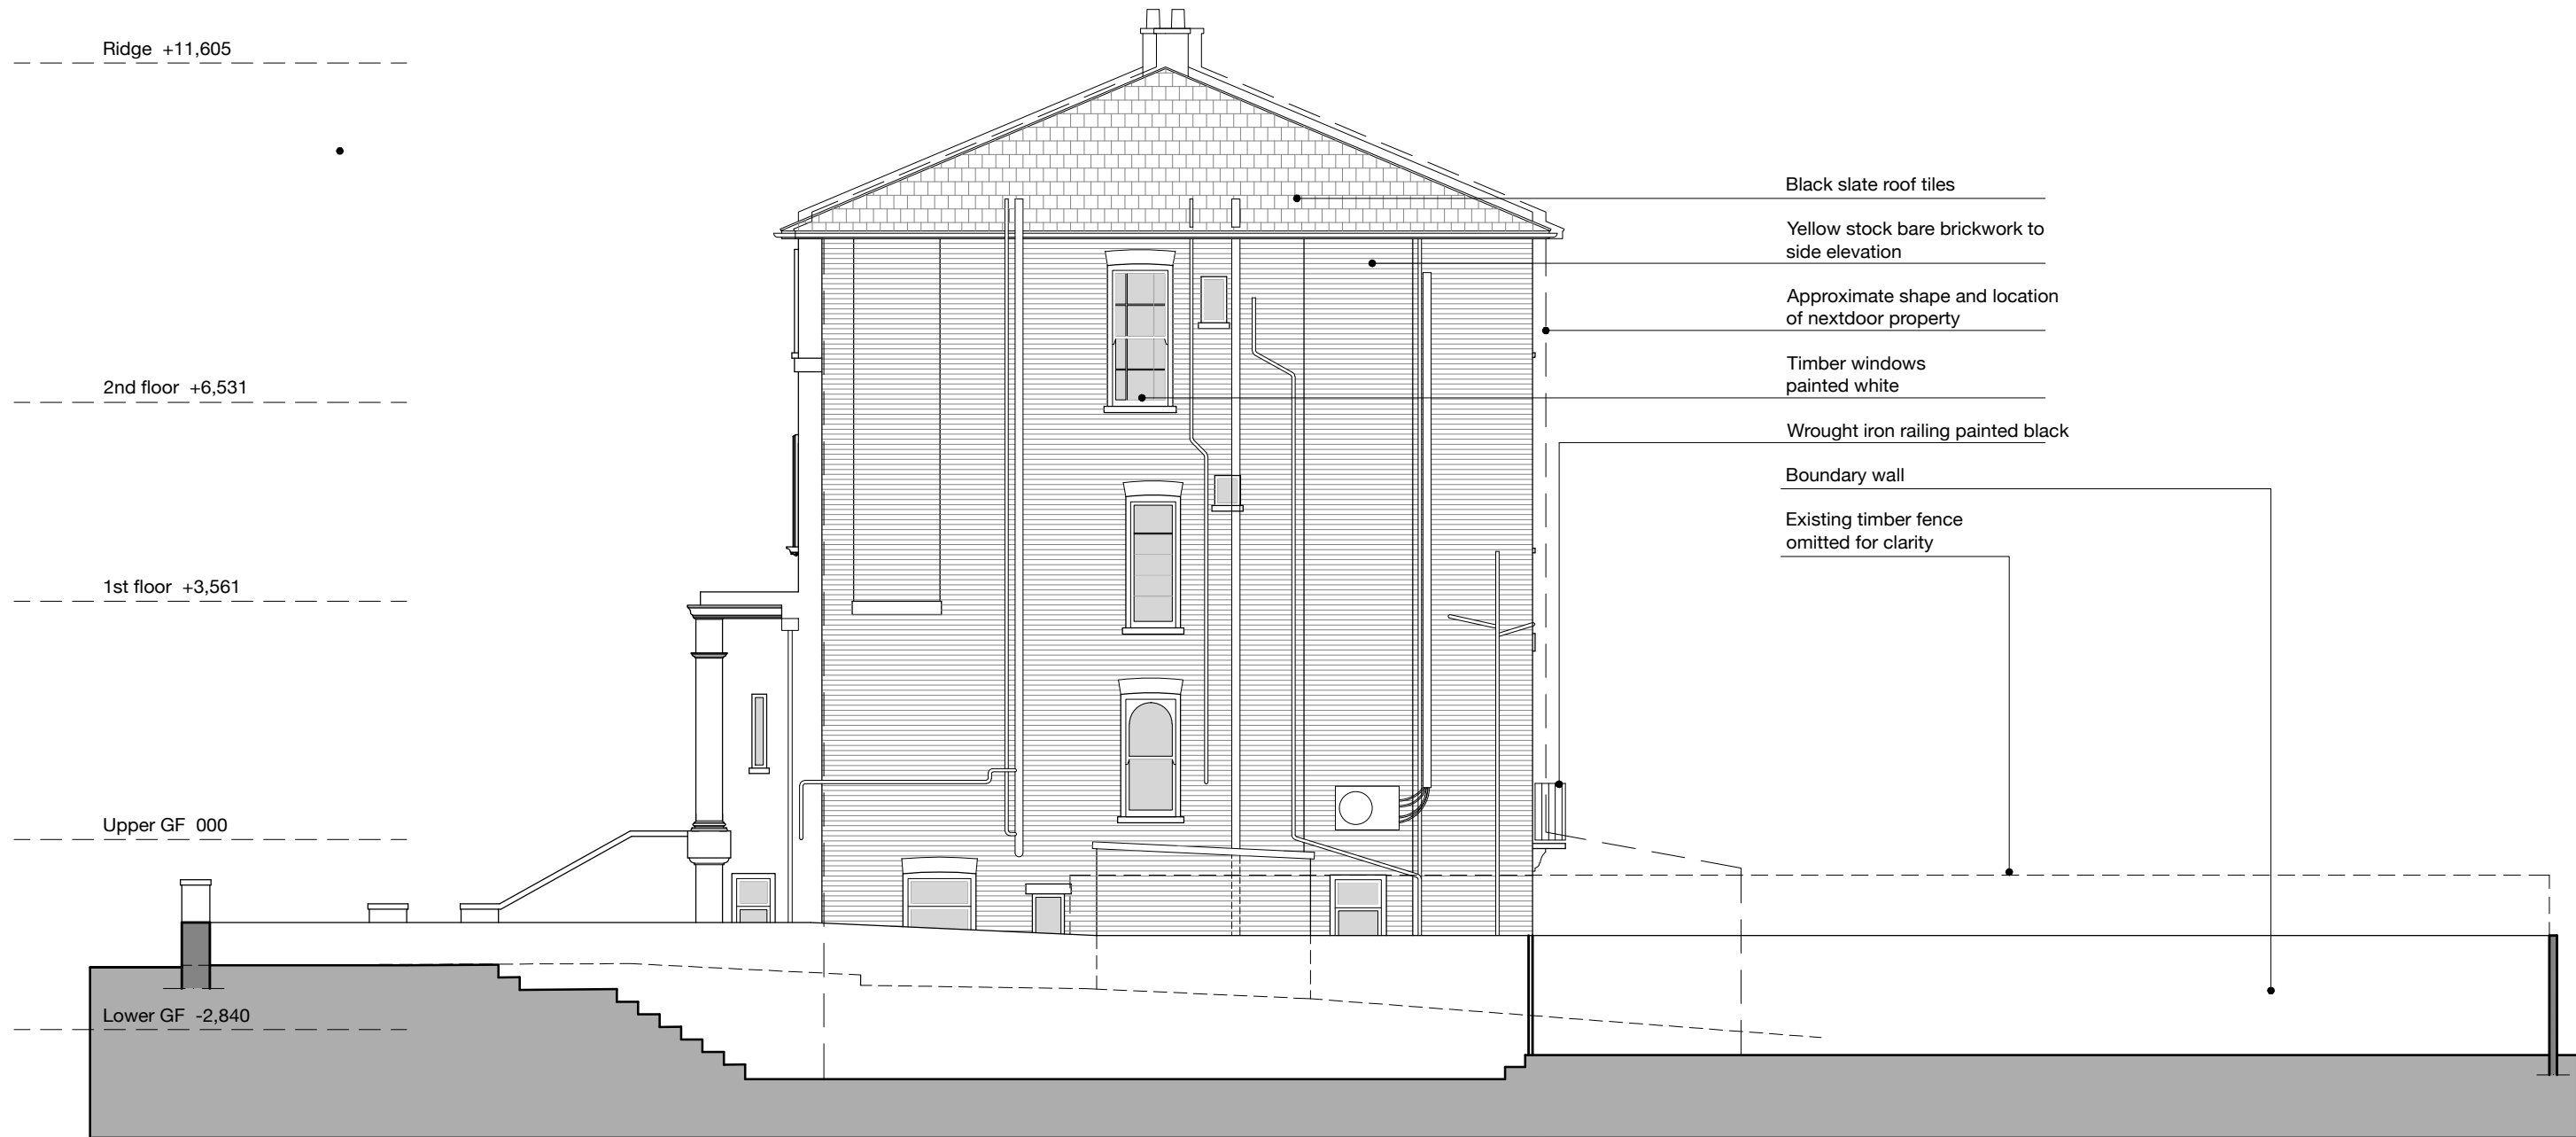 Ridge +11,605
2nd floor +6,531
1st floor +3,561
Upper GF 000
Lower GF -2,840
Black slate roof tiles
Yellow stock bare brickwork to
side elevation
Approximate shape and location
of nextdoor property
Timber windows
painted white
Wrought iron railing painted black
Boundary wall
Existing timber fence
omitted for clarity